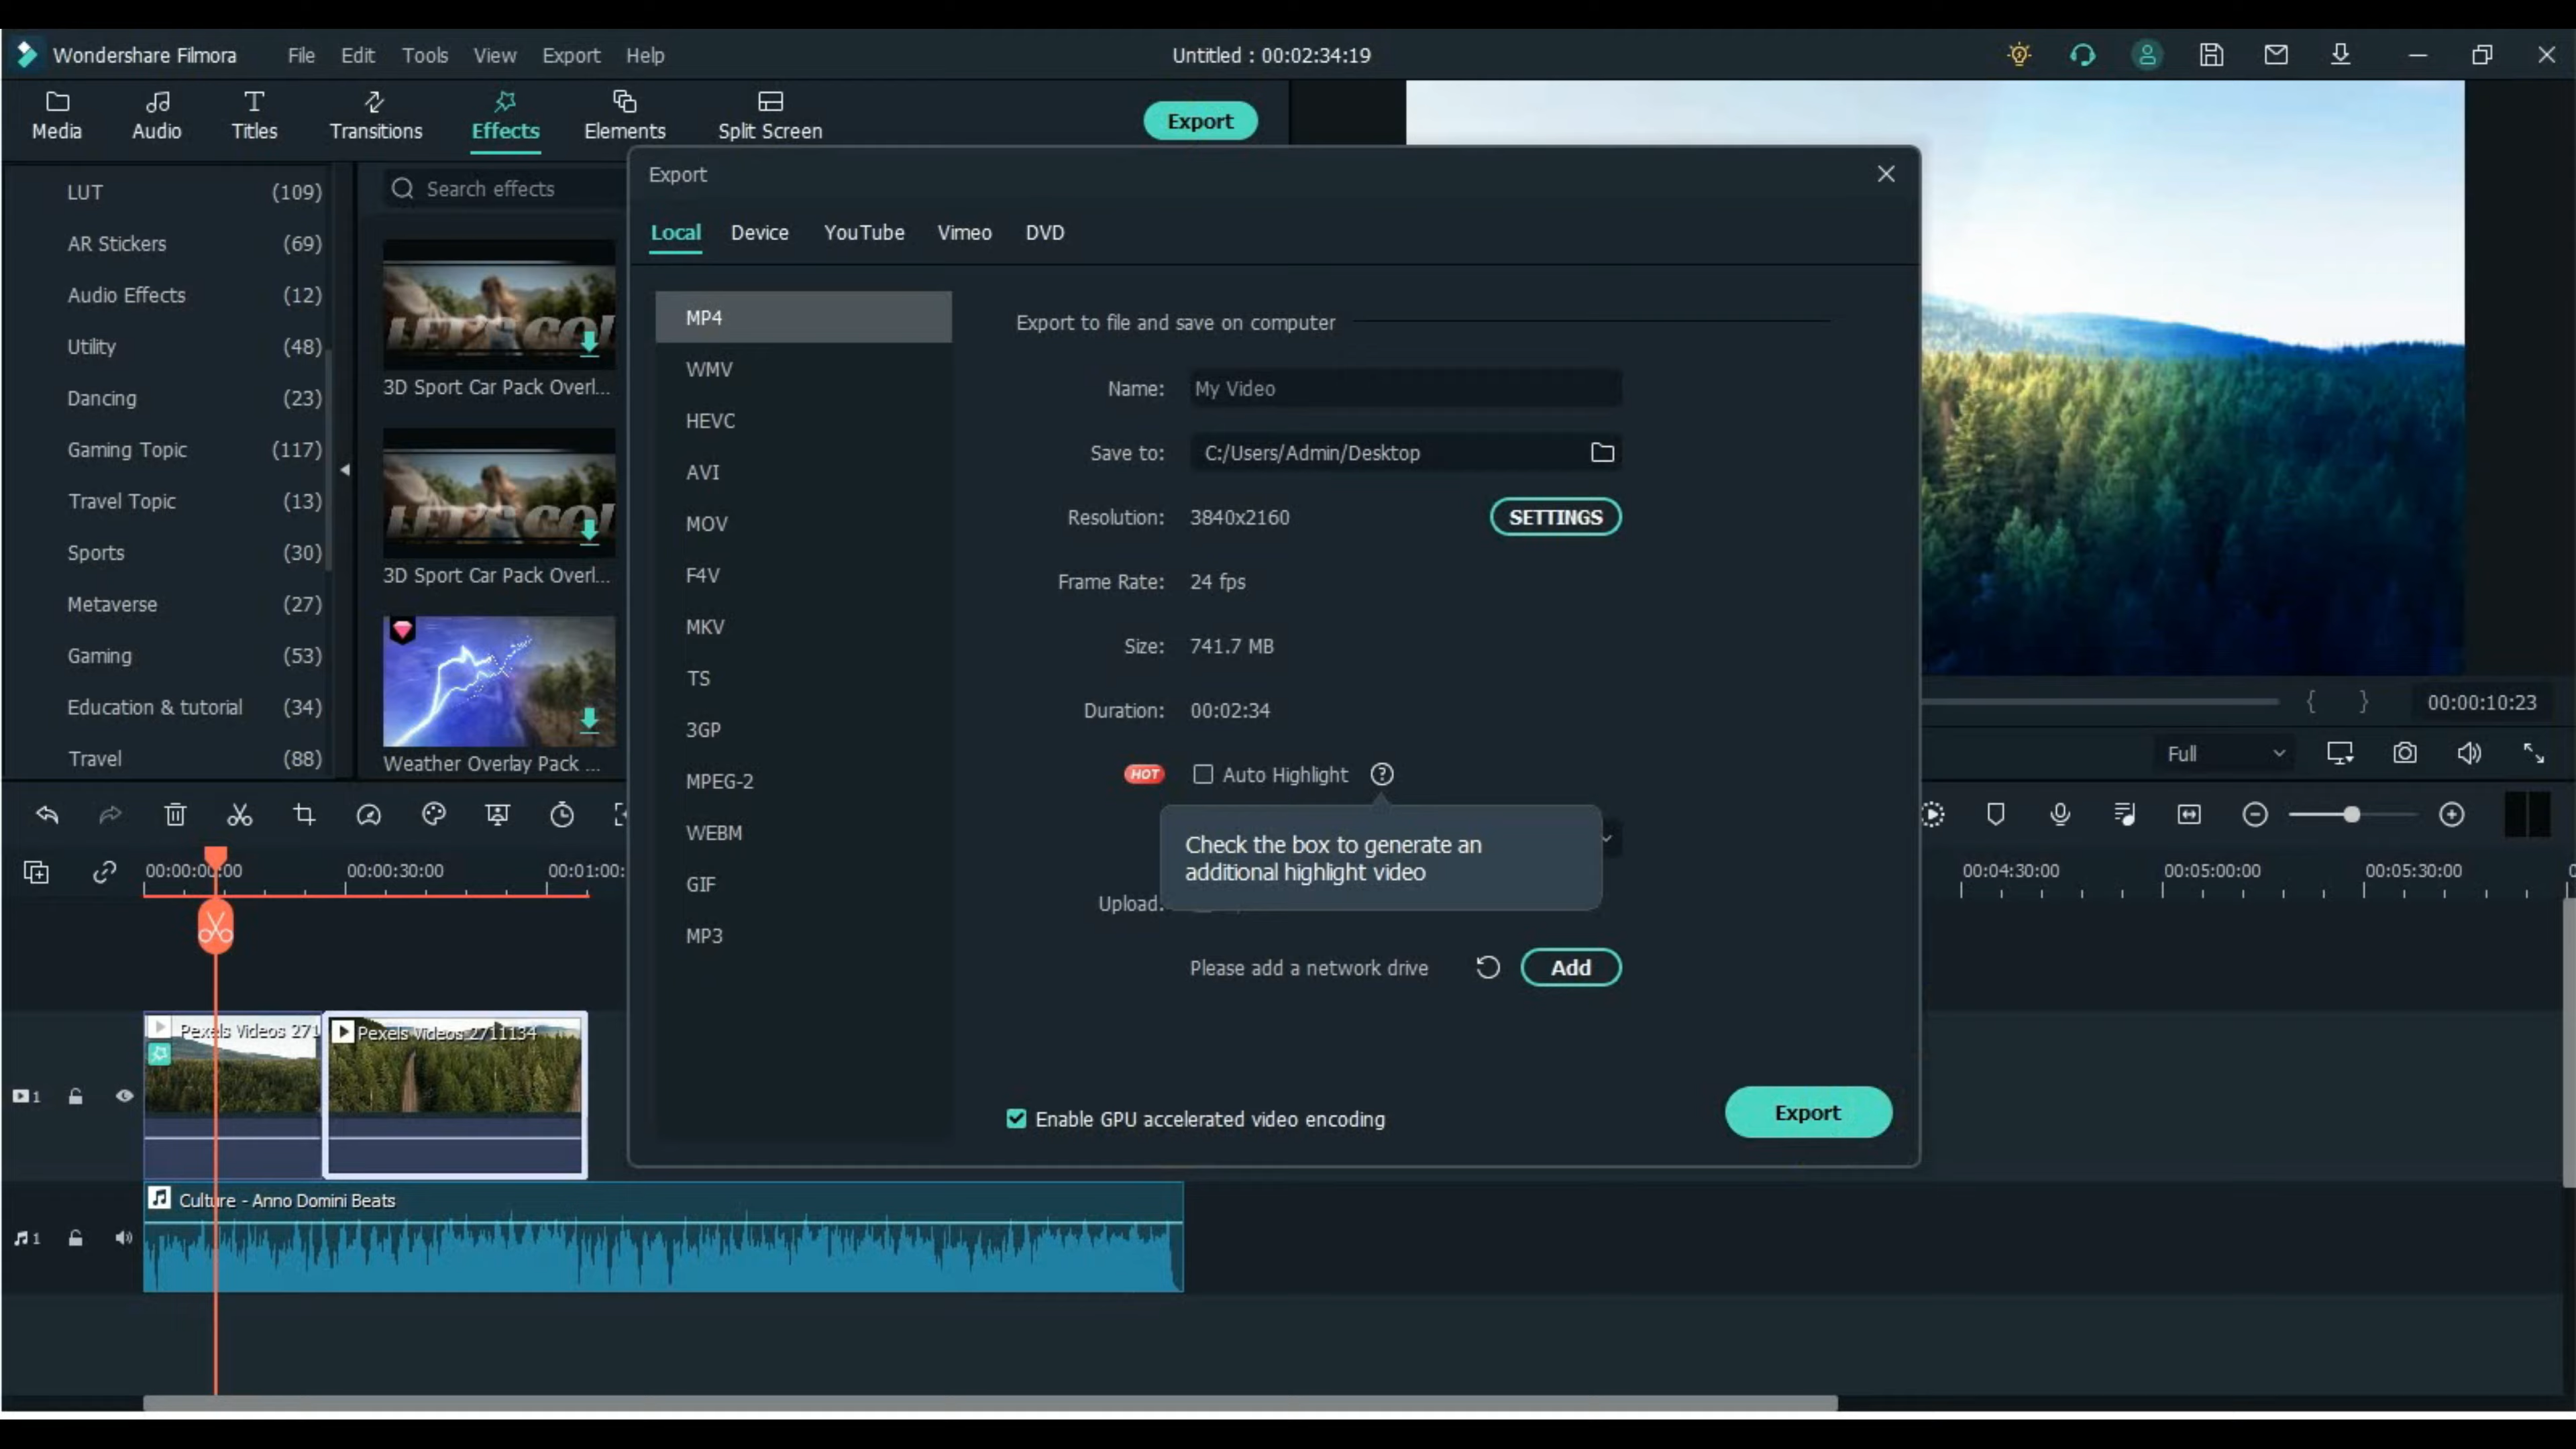 Wondershare Filmora File Edit Tools View Export Help Untitled : 00:02:34:19
Media Audio Titles Transitions Effects Elements Split Screen Export
LUT (109)
AR Stickers (69)
Audio Effects (12)
Utility (48)
Dancing (23)
Gaming Topic (117)
Travel Topic (13)
Sports (30)
Metaverse (27)
Gaming (53)
Education & tutorial (34)
Travel (88)
Search effects
LET'S GO!
3D Sport Car Pack Overl...
LET'S GO!
3D Sport Car Pack Overl...
Weather Overlay Pack ...
Export
Local Device YouTube Vimeo DVD
MP4
WMV
HEVC
AVI
MOV
F4V
MKV
TS
3GP
MPEG-2
WEBM
GIF
MP3
Export to file and save on computer
Name: My Video
Save to: C:/Users/Admin/Desktop
Resolution: 3840x2160 SETTINGS
Frame Rate: 24 fps
Size: 741.7 MB
Duration: 00:02:34
HOT Auto Highlight ?
Check the box to generate an
additional highlight video
Upload:
Please add a network drive Add
Enable GPU accelerated video encoding Export
{ } 00:00:10:23
Full
00:00:30:00 00:01:00: 00:04:30:00 00:05:00:00 00:05:30:00
Pexels Videos 271 Pexels Videos 2711134
1
Culture - Anno Domini Beats
1